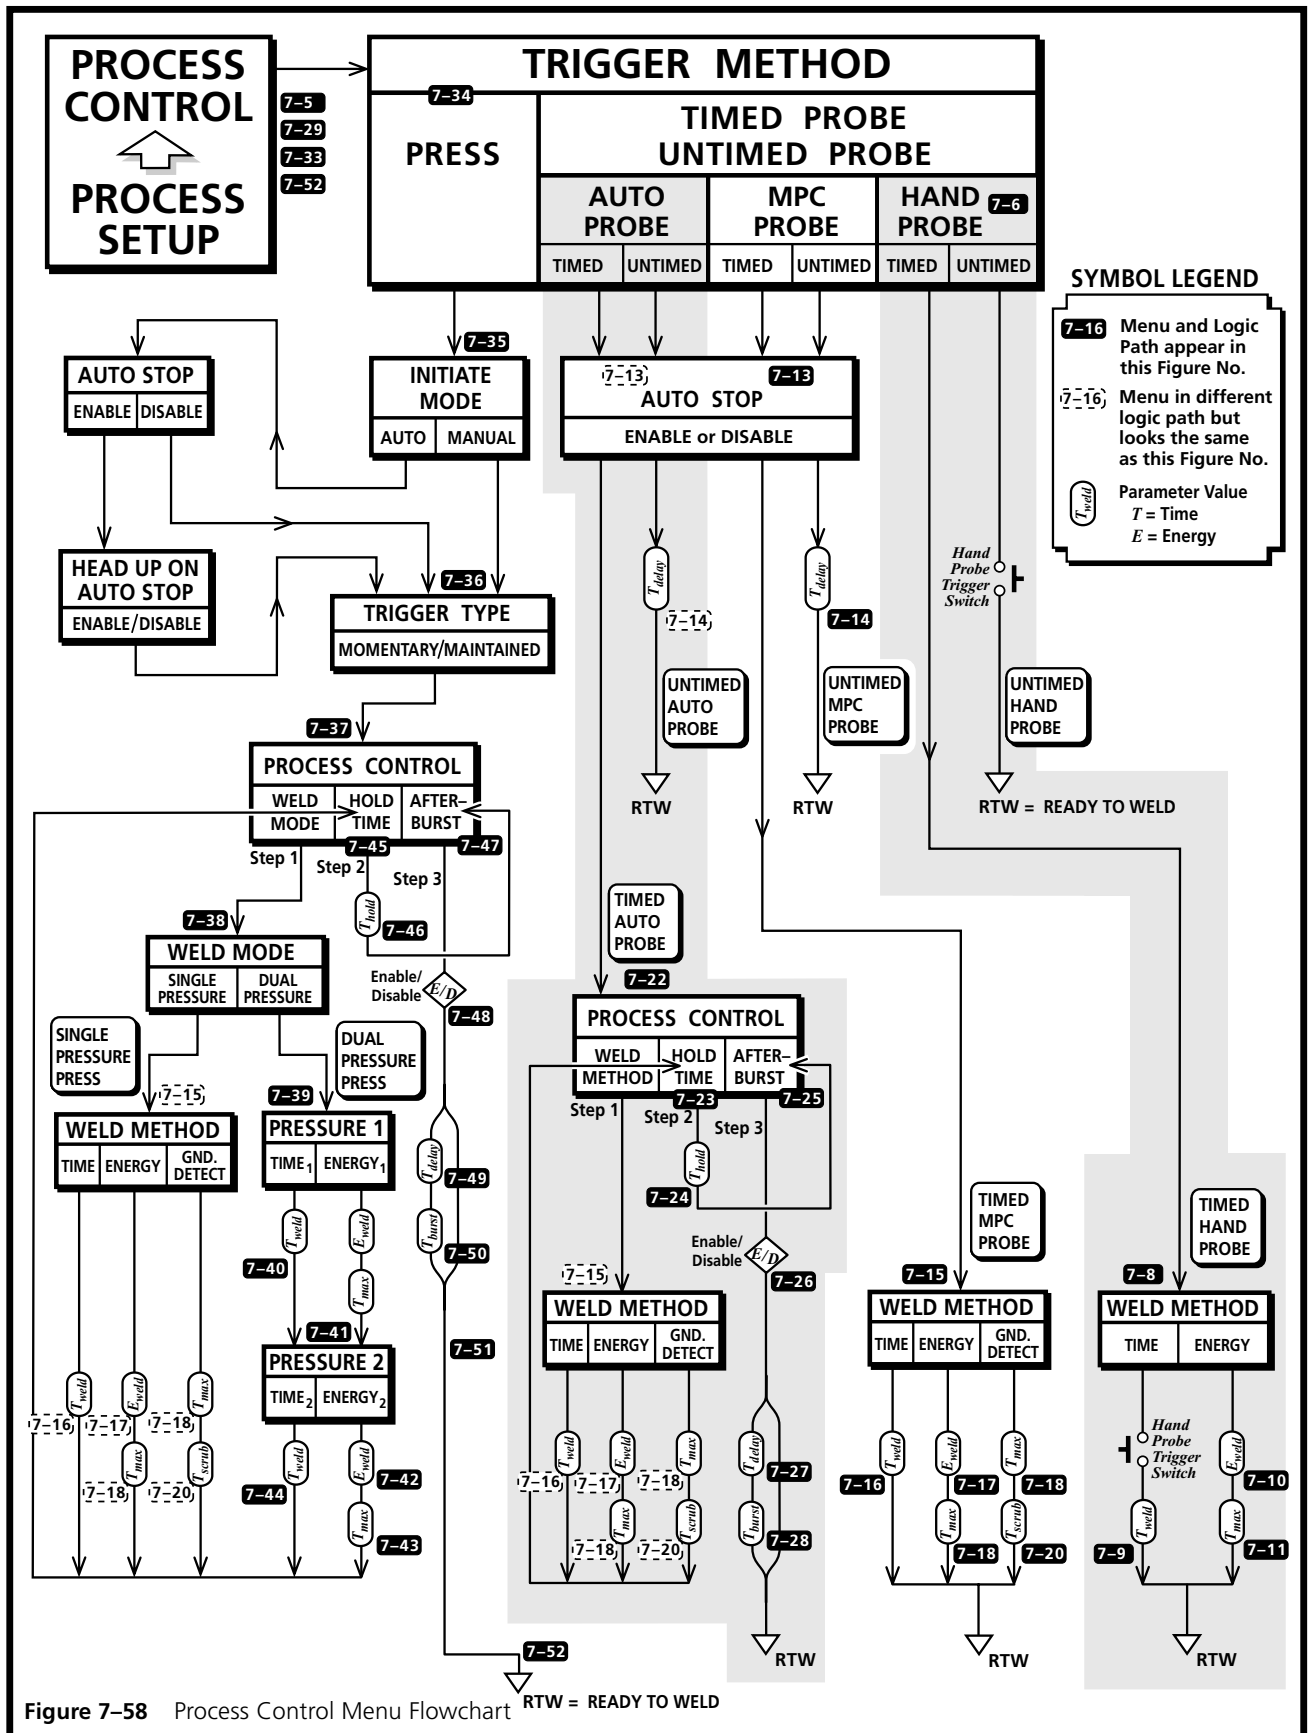 PROCESS
CONTROL
PROCESS
SETUP
7–5
7–29
7–33
7–52
TRIGGER METHOD
7–34
PRESS
TIMED PROBE
UNTIMED PROBE
AUTO
PROBE
MPC
PROBE
HAND
PROBE
7–6
TIMED
UNTIMED
TIMED
UNTIMED
TIMED
UNTIMED
SYMBOL LEGEND
7–16
Menu and Logic
Path appear in
this Figure No.
7–16
Menu in different
logic path but
looks the same
as this Figure No.
Tweld
Parameter Value
T = Time
E = Energy
AUTO STOP
ENABLE
DISABLE
7–35
INITIATE
MODE
AUTO
MANUAL
7–13
7–13
AUTO STOP
ENABLE or DISABLE
HEAD UP ON
AUTO STOP
ENABLE/DISABLE
7–36
TRIGGER TYPE
MOMENTARY/MAINTAINED
Tdelay
7–14
UNTIMED
AUTO
PROBE
RTW
Tdelay
7–14
UNTIMED
MPC
PROBE
RTW
Hand
Probe
Trigger
Switch
UNTIMED
HAND
PROBE
RTW = READY TO WELD
7–37
PROCESS CONTROL
WELD
MODE
HOLD
TIME
AFTER–
BURST
7–45
7–47
Step 1
Step 2
Step 3
Thold
7–46
7–38
WELD MODE
SINGLE
PRESSURE
DUAL
PRESSURE
Enable/
Disable
E/D
7–48
SINGLE
PRESSURE
PRESS
DUAL
PRESSURE
PRESS
7–15
7–39
WELD METHOD
TIME
ENERGY
GND.
DETECT
PRESSURE 1
TIME1
ENERGY1
Tdelay
7–49
Tburst
7–50
Tweld
7–40
Eweld
Tmax
7–41
PRESSURE 2
TIME2
ENERGY2
7–51
Tweld
7–16
Eweld
7–17
Tmax
7–18
Tmax
7–18
Tscrub
7–20
Tweld
7–44
Eweld
7–42
Tmax
7–43
7–52
RTW = READY TO WELD
TIMED
AUTO
PROBE
7–22
PROCESS CONTROL
WELD
METHOD
HOLD
TIME
AFTER–
BURST
7–23
7–25
Step 1
Step 2
Step 3
Thold
7–24
Enable/
Disable
E/D
7–26
7–15
WELD METHOD
TIME
ENERGY
GND.
DETECT
Tweld
7–16
Eweld
7–17
Tmax
7–18
Tmax
7–18
Tscrub
7–20
Tdelay
7–27
Tburst
7–28
RTW
TIMED
MPC
PROBE
7–15
WELD METHOD
TIME
ENERGY
GND.
DETECT
Tweld
7–16
Eweld
7–17
Tmax
7–18
Tmax
7–18
Tscrub
7–20
RTW
TIMED
HAND
PROBE
7–8
WELD METHOD
TIME
ENERGY
Hand
Probe
Trigger
Switch
Tweld
7–9
Eweld
7–10
Tmax
7–11
RTW
Figure 7–58 Process Control Menu Flowchart